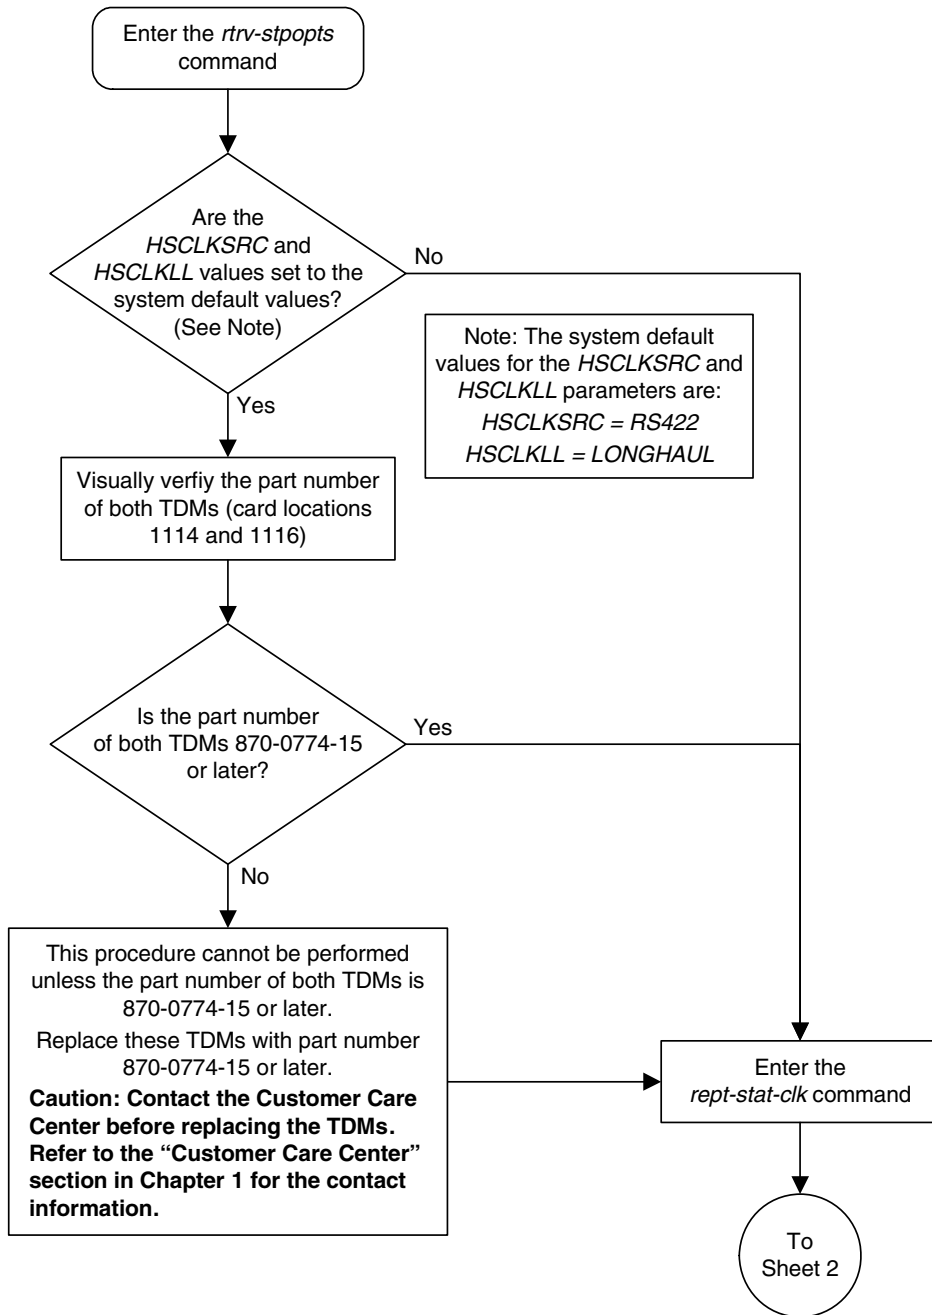 Enter the rtrv-stpopts
command
Are the
HSCLKSRC and
HSCLKLL values set to the
system default values?
(See Note)
No
Note: The system default
values for the HSCLKSRC and
HSCLKLL parameters are:
HSCLKSRC = RS422
HSCLKLL = LONGHAUL
Yes
Visually verfiy the part number
of both TDMs (card locations
1114 and 1116)
Is the part number
of both TDMs 870-0774-15
or later?
Yes
No
This procedure cannot be performed
unless the part number of both TDMs is
870-0774-15 or later.
Replace these TDMs with part number
870-0774-15 or later.
Caution: Contact the Customer Care
Center before replacing the TDMs.
Refer to the “Customer Care Center”
section in Chapter 1 for the contact
information.
Enter the
rept-stat-clk command
To
Sheet 2